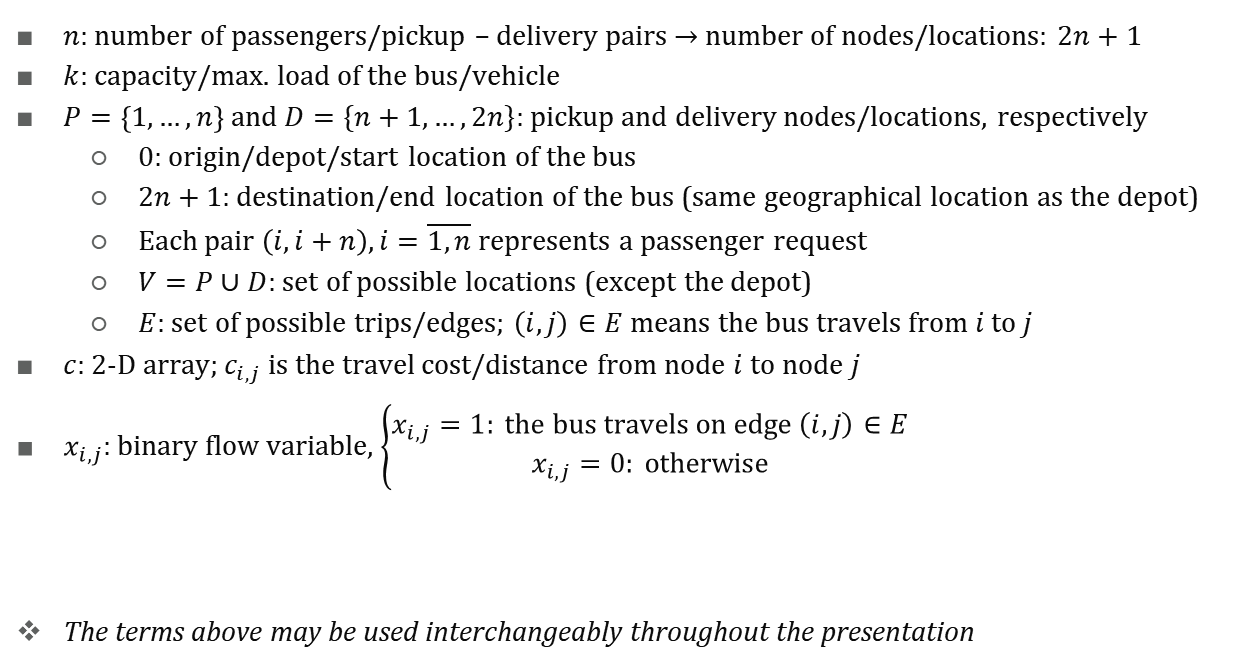 ▪ n: number of passengers/pickup – delivery pairs → number of nodes/locations: 2n + 1
▪ k: capacity/max. load of the bus/vehicle
▪ P = {1, … , n} and D = {n + 1, … , 2n}: pickup and delivery nodes/locations, respectively
○ 0: origin/depot/start location of the bus
○ 2n + 1: destination/end location of the bus (same geographical location as the depot)
○ Each pair (i, i + n), i = \overline{1, n} represents a passenger request
○ V = P ∪ D: set of possible locations (except the depot)
○ E: set of possible trips/edges; (i, j) ∈ E means the bus travels from i to j
▪ c: 2-D array; c_{i,j} is the travel cost/distance from node i to node j
▪ x_{i,j}: binary flow variable, { x_{i,j} = 1: the bus travels on edge (i, j) ∈ E
x_{i,j} = 0: otherwise
❖ The terms above may be used interchangeably throughout the presentation